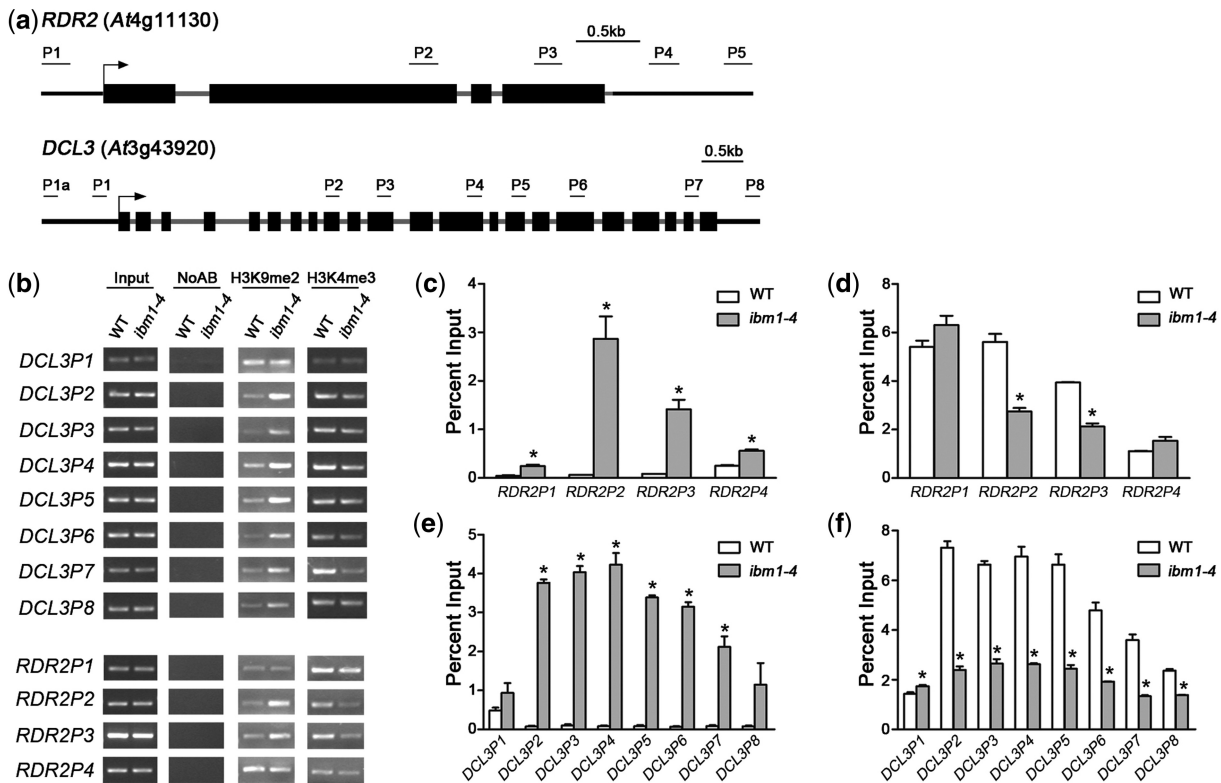 (a)
RDR2 (At4g11130)
0.5kb
P1 P2 P3 P4 P5
DCL3 (At3g43920)
0.5kb
P1a P1 P2 P3 P4 P5 P6 P7 P8
(b)
Input NoAB H3K9me2 H3K4me3
WT ibm1-4 WT ibm1-4 WT ibm1-4 WT ibm1-4
DCL3P1
DCL3P2
DCL3P3
DCL3P4
DCL3P5
DCL3P6
DCL3P7
DCL3P8
RDR2P1
RDR2P2
RDR2P3
RDR2P4
(c)
Percent Input
4
3
2
1
0
WT
ibm1-4
* * * *
RDR2P1 RDR2P2 RDR2P3 RDR2P4
(d)
Percent Input
8
6
4
2
0
WT
ibm1-4
* *
RDR2P1 RDR2P2 RDR2P3 RDR2P4
(e)
Percent Input
5
4
3
2
1
0
WT
ibm1-4
* * * * * *
DCL3P1 DCL3P2 DCL3P3 DCL3P4 DCL3P5 DCL3P6 DCL3P7 DCL3P8
(f)
Percent Input
8
6
4
2
0
WT
ibm1-4
* * * * * * * *
DCL3P1 DCL3P2 DCL3P3 DCL3P4 DCL3P5 DCL3P6 DCL3P7 DCL3P8